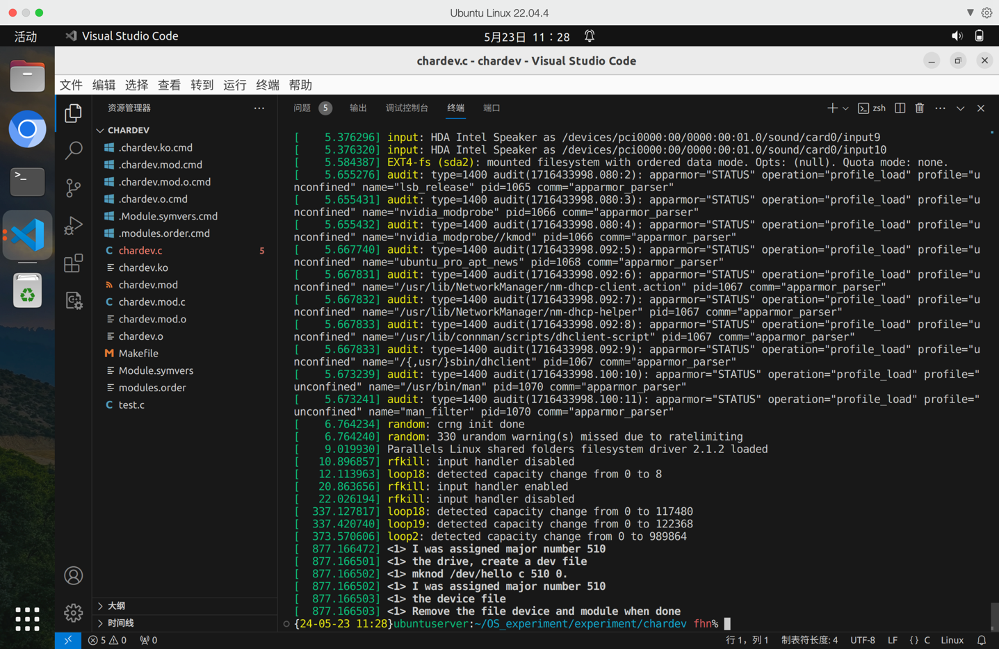 Ubuntu Linux 22.04.4
活动
Visual Studio Code
5月23日 11：28
chardev.c - chardev - Visual Studio Code
文件 编辑 选择 查看 转到 运行 终端 帮助
资源管理器
CHARDEV
.chardev.ko.cmd
.chardev.mod.cmd
.chardev.mod.o.cmd
.chardev.o.cmd
.Module.symvers.cmd
.modules.order.cmd
C chardev.c 5
chardev.ko
chardev.mod
C chardev.mod.c
chardev.mod.o
chardev.o
M Makefile
Module.symvers
modules.order
C test.c
大纲
时间线
问题 5 输出 调试控制台 终端 端口
zsh
[    5.376296] input: HDA Intel Speaker as /devices/pci0000:00/0000:00:01.0/sound/card0/input9
[    5.376320] input: HDA Intel Speaker as /devices/pci0000:00/0000:00:01.0/sound/card0/input10
[    5.584387] EXT4-fs (sda2): mounted filesystem with ordered data mode. Opts: (null). Quota mode: none.
[    5.655276] audit: type=1400 audit(1716433998.080:2): apparmor="STATUS" operation="profile_load" profile="u
nconfined" name="lsb_release" pid=1065 comm="apparmor_parser"
[    5.655431] audit: type=1400 audit(1716433998.080:3): apparmor="STATUS" operation="profile_load" profile="u
nconfined" name="nvidia_modprobe" pid=1066 comm="apparmor_parser"
[    5.655432] audit: type=1400 audit(1716433998.080:4): apparmor="STATUS" operation="profile_load" profile="u
nconfined" name="nvidia_modprobe//kmod" pid=1066 comm="apparmor_parser"
[    5.667740] audit: type=1400 audit(1716433998.092:5): apparmor="STATUS" operation="profile_load" profile="u
nconfined" name="ubuntu_pro_apt_news" pid=1068 comm="apparmor_parser"
[    5.667831] audit: type=1400 audit(1716433998.092:6): apparmor="STATUS" operation="profile_load" profile="u
nconfined" name="/usr/lib/NetworkManager/nm-dhcp-client.action" pid=1067 comm="apparmor_parser"
[    5.667832] audit: type=1400 audit(1716433998.092:7): apparmor="STATUS" operation="profile_load" profile="u
nconfined" name="/usr/lib/NetworkManager/nm-dhcp-helper" pid=1067 comm="apparmor_parser"
[    5.667833] audit: type=1400 audit(1716433998.092:8): apparmor="STATUS" operation="profile_load" profile="u
nconfined" name="/usr/lib/connman/scripts/dhclient-script" pid=1067 comm="apparmor_parser"
[    5.667833] audit: type=1400 audit(1716433998.092:9): apparmor="STATUS" operation="profile_load" profile="u
nconfined" name="/{,usr/}sbin/dhclient" pid=1067 comm="apparmor_parser"
[    5.673239] audit: type=1400 audit(1716433998.100:10): apparmor="STATUS" operation="profile_load" profile="
unconfined" name="/usr/bin/man" pid=1070 comm="apparmor_parser"
[    5.673241] audit: type=1400 audit(1716433998.100:11): apparmor="STATUS" operation="profile_load" profile="
unconfined" name="man_filter" pid=1070 comm="apparmor_parser"
[    6.764234] random: crng init done
[    6.764240] random: 330 urandom warning(s) missed due to ratelimiting
[    9.019930] Parallels Linux shared folders filesystem driver 2.1.2 loaded
[   10.896857] rfkill: input handler disabled
[   12.113963] loop18: detected capacity change from 0 to 8
[   20.863656] rfkill: input handler enabled
[   22.026194] rfkill: input handler disabled
[  337.127817] loop18: detected capacity change from 0 to 117480
[  337.420740] loop19: detected capacity change from 0 to 122368
[  373.570606] loop2: detected capacity change from 0 to 989864
[  877.166472] <1> I was assigned major number 510
[  877.166501] <1> the drive, create a dev file
[  877.166502] <1> mknod /dev/hello c 510 0.
[  877.166502] <1> I was assigned major number 510
[  877.166503] <1> the device file
[  877.166503] <1> Remove the file device and module when done
{24-05-23 11:28}ubuntuserver:~/OS_experiment/experiment/chardev fhn%
5 0 0
行 1，列 1 制表符长度: 4 UTF-8 LF {} C Linux